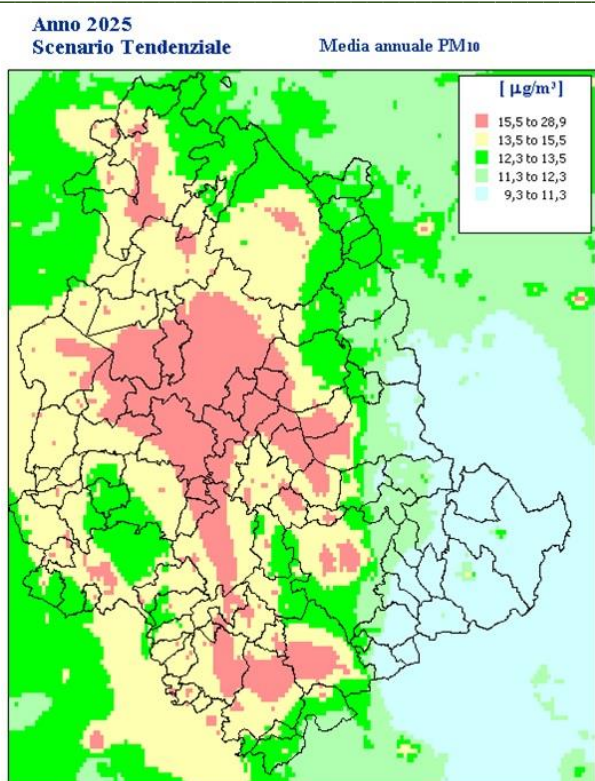 Anno 2025
Scenario Tendenziale
Media annuale PM10
[ µg/m³]
15,5 to 28,9
13,5 to 15,5
12,3 to 13,5
11,3 to 12,3
9,3 to 11,3